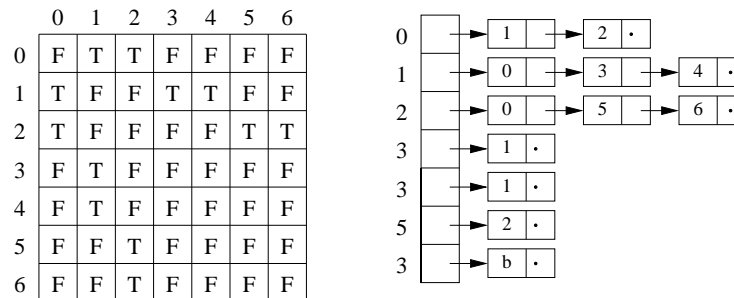 0 1 2 3 4 5 6
0 F T T F F F F
1 T F F T T F F
2 T F F F F T T
3 F T F F F F F
4 F T F F F F F
5 F F T F F F F
6 F F T F F F F
0 1 2 .
1 0 3 4 .
2 0 5 6 .
3 1 .
3 1 .
5 2 .
3 b .